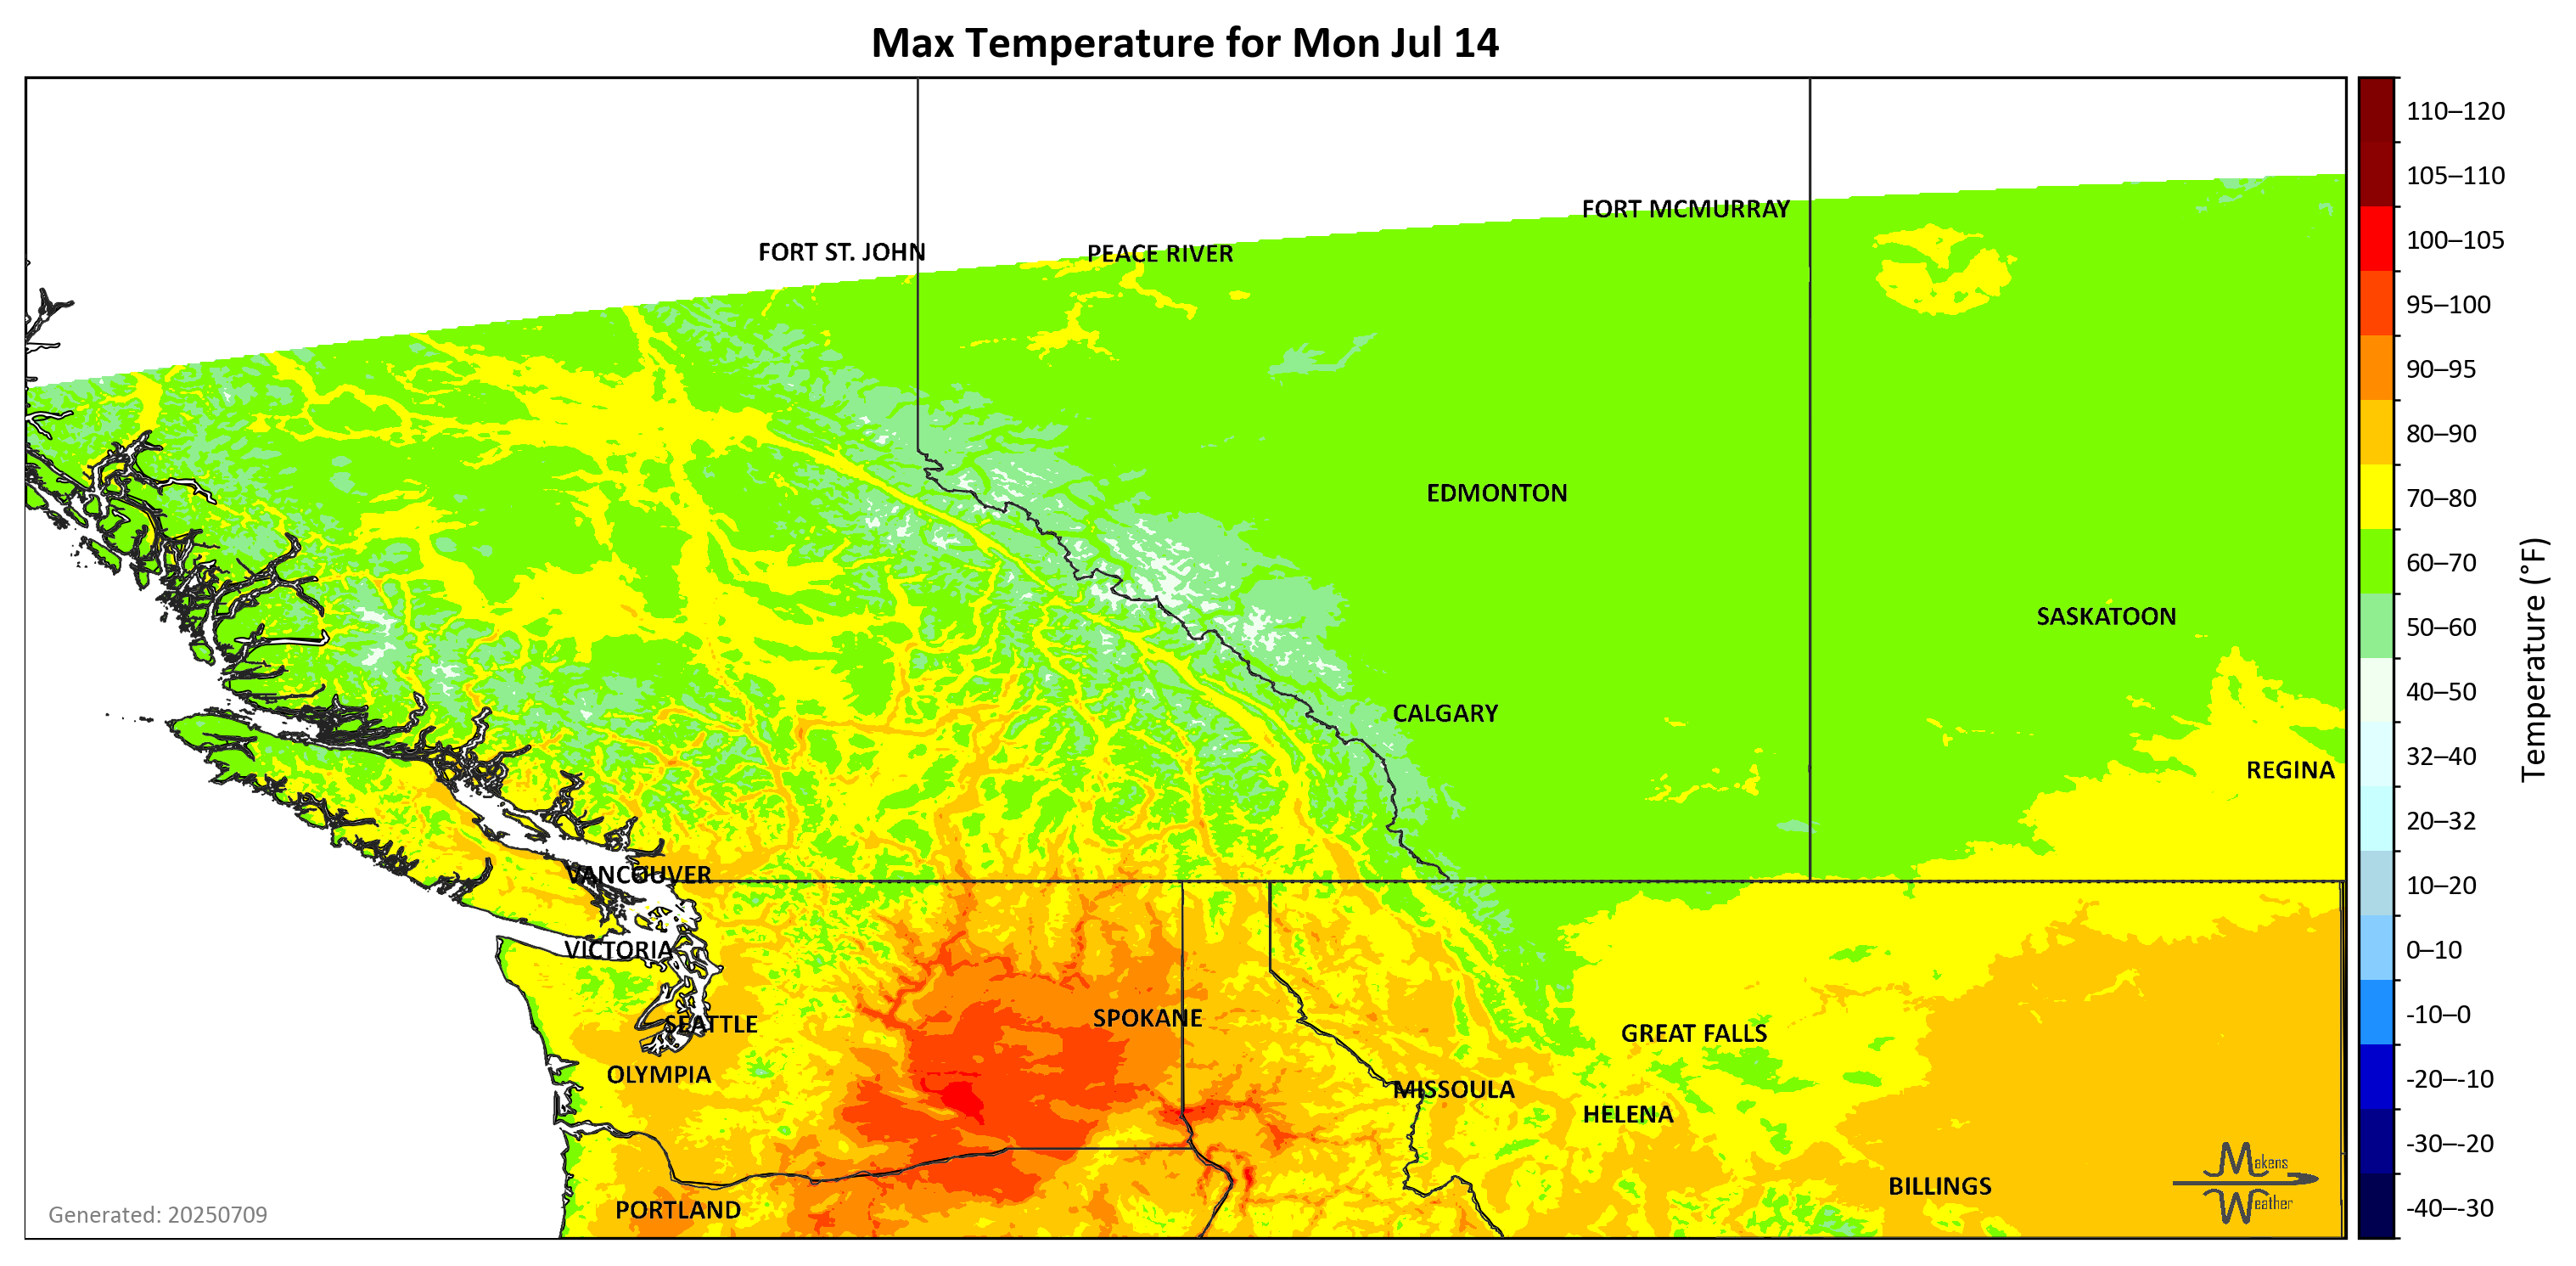 Max Temperature for Mon Jul 14
FORT MCMURRAY
FORT ST. JOHN
PEACE RIVER
EDMONTON
SASKATOON
CALGARY
REGINA
VANCOUVER
VICTORIA
SEATTLE
SPOKANE
GREAT FALLS
OLYMPIA
MISSOULA
HELENA
PORTLAND
BILLINGS
Makens
Weather
Generated: 20250709
110–120
105–110
100–105
95–100
90–95
80–90
70–80
60–70
50–60
40–50
32–40
20–32
10–20
0–10
-10–0
-20–-10
-30–-20
-40–-30
Temperature (°F)